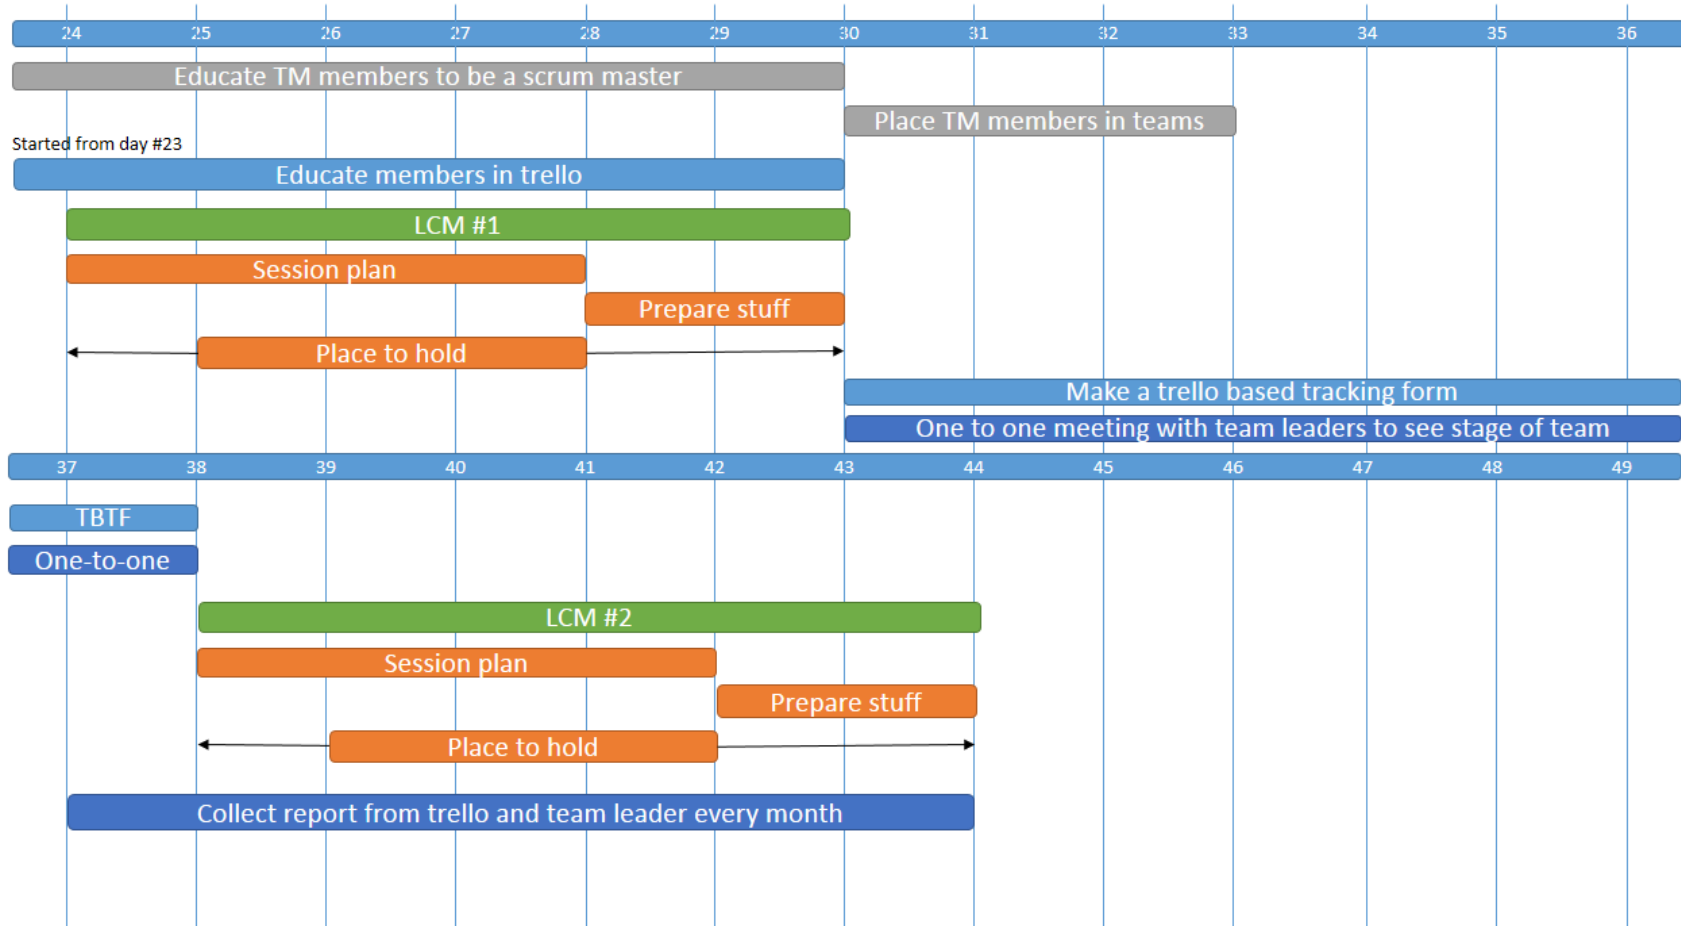 24 25 26 27 28 29 30 31 32 33 34 35 36
Educate TM members to be a scrum master
Place TM members in teams
Started from day #23
Educate members in trello
LCM #1
Session plan
Prepare stuff
Place to hold
Make a trello based tracking form
One to one meeting with team leaders to see stage of team
37 38 39 40 41 42 43 44 45 46 47 48 49
TBTF
One-to-one
LCM #2
Session plan
Prepare stuff
Place to hold
Collect report from trello and team leader every month